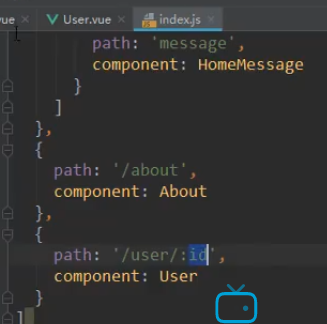 vue User.vue index.js
path: 'message',
component: HomeMessage
}
]
},
{
path: '/about',
component: About
},
{
path: '/user/:id',
component: User
}
]